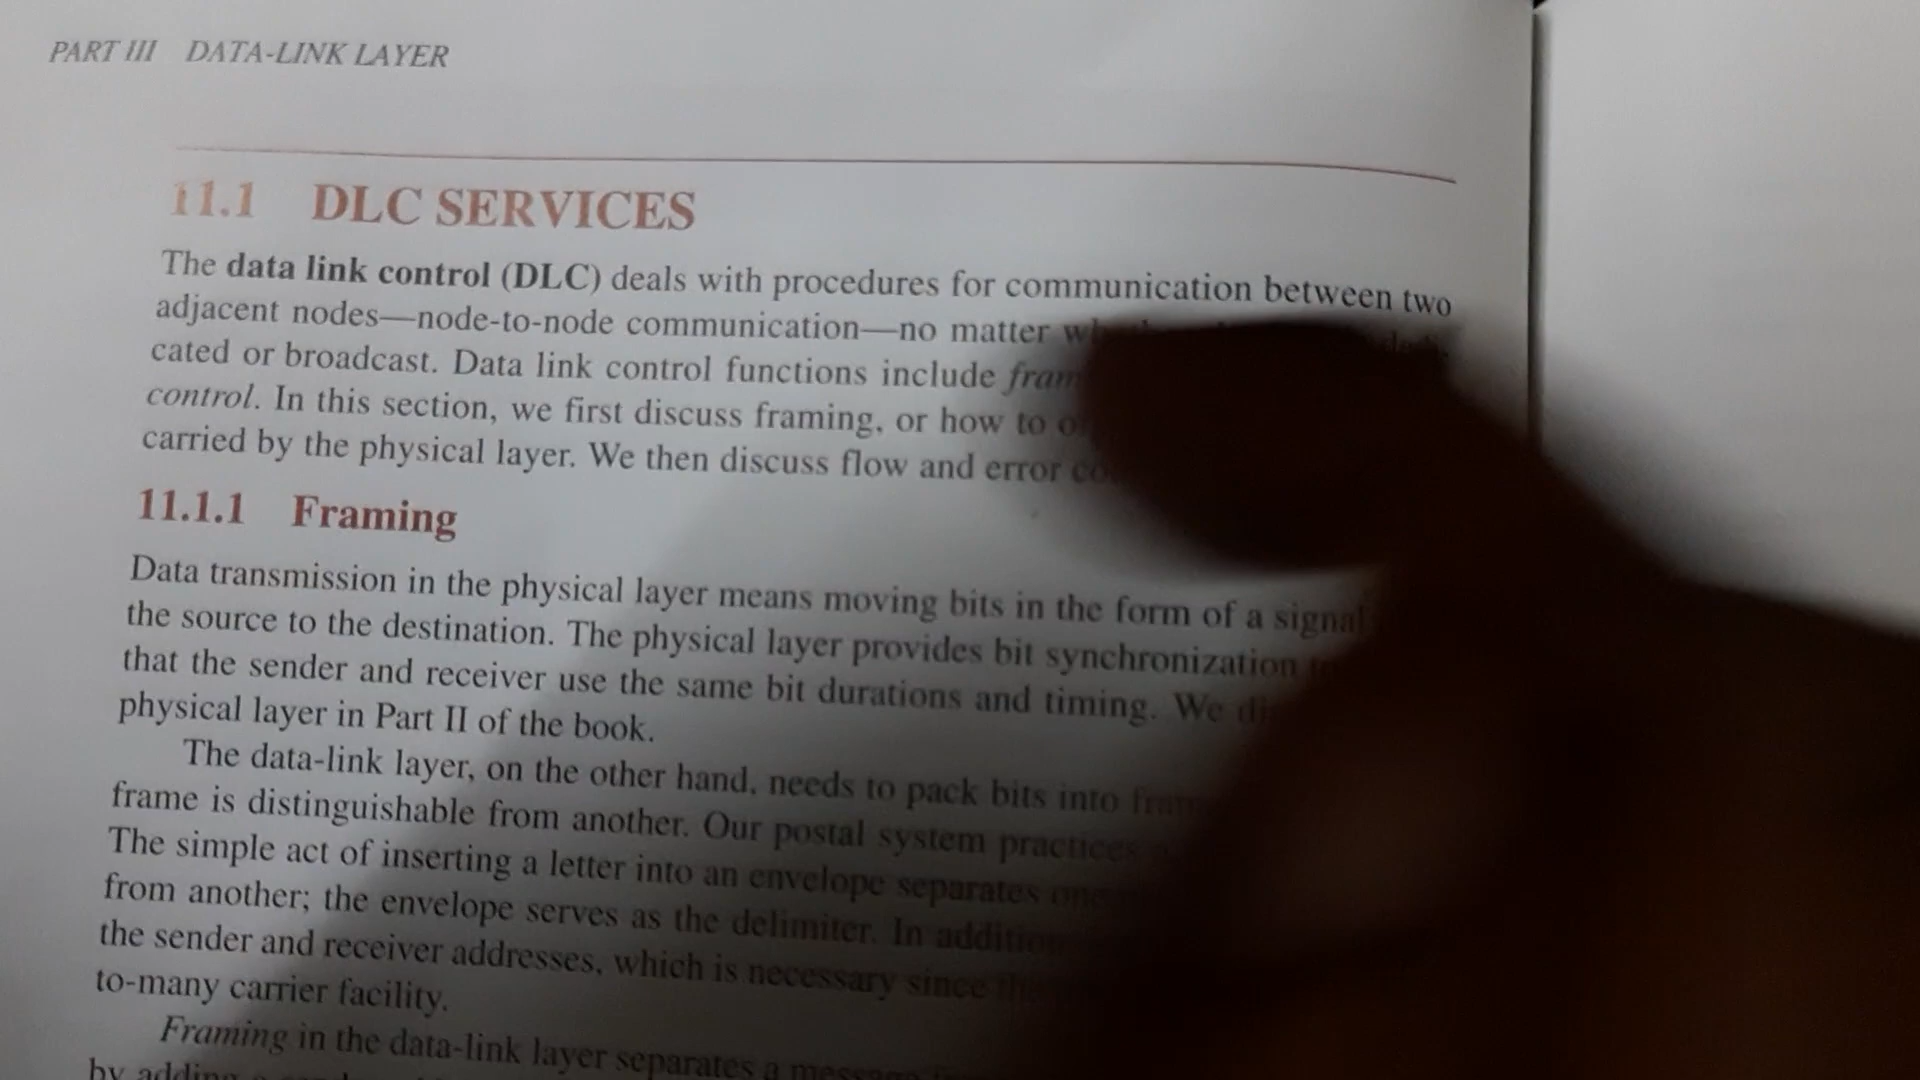 PART III DATA-LINK LAYER
11.1 DLC SERVICES
The data link control (DLC) deals with procedures for communication between two
adjacent nodes—node-to-node communication—no matter
cated or broadcast. Data link control functions include
control. In this section, we first discuss framing, or how to
carried by the physical layer. We then discuss flow and error
11.1.1 Framing
Data transmission in the physical layer means moving bits in the form of a signal
the source to the destination. The physical layer provides bit synchronization
that the sender and receiver use the same bit durations and timing. We
physical layer in Part II of the book.
The data-link layer, on the other hand, needs to pack bits into
frame is distinguishable from another. Our postal system practices
The simple act of inserting a letter into an envelope separates one
from another; the envelope serves as the delimiter. In addition
the sender and receiver addresses, which is necessary since the
to-many carrier facility.
Framing in the data-link layer separates a message
by adding